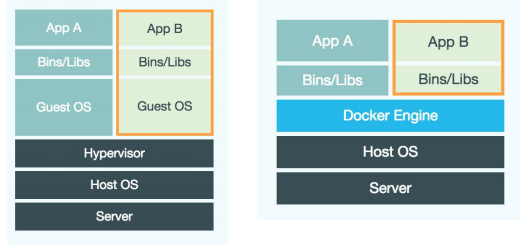 App A
App B
Bins/Libs
Bins/Libs
Guest OS
Guest OS
Hypervisor
Host OS
Server
App A
App B
Bins/Libs
Bins/Libs
Docker Engine
Host OS
Server